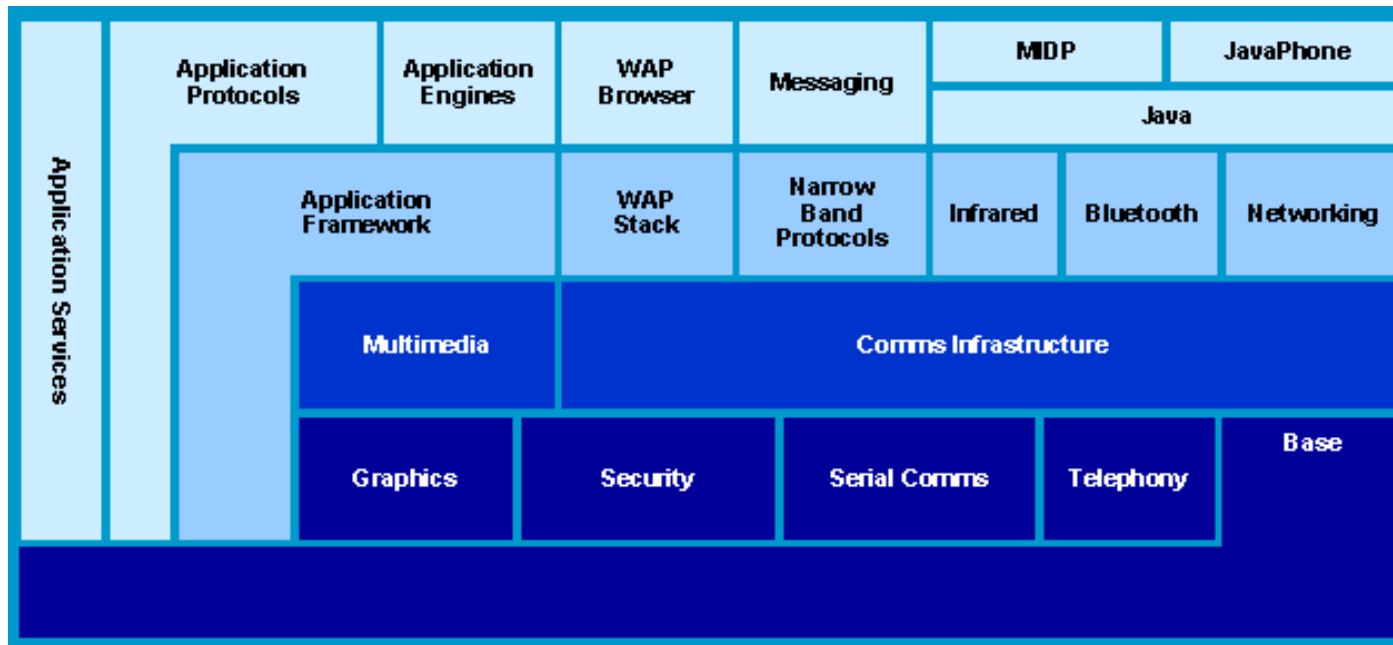 Application Services
Application
Protocols
Application
Engines
WAP
Browser
Messaging
MIDP
JavaPhone
Java
Application
Framework
WAP
Stack
Narrow
Band
Protocols
Infrared
Bluetooth
Networking
Multimedia
Comms Infrastructure
Graphics
Security
Serial Comms
Telephony
Base